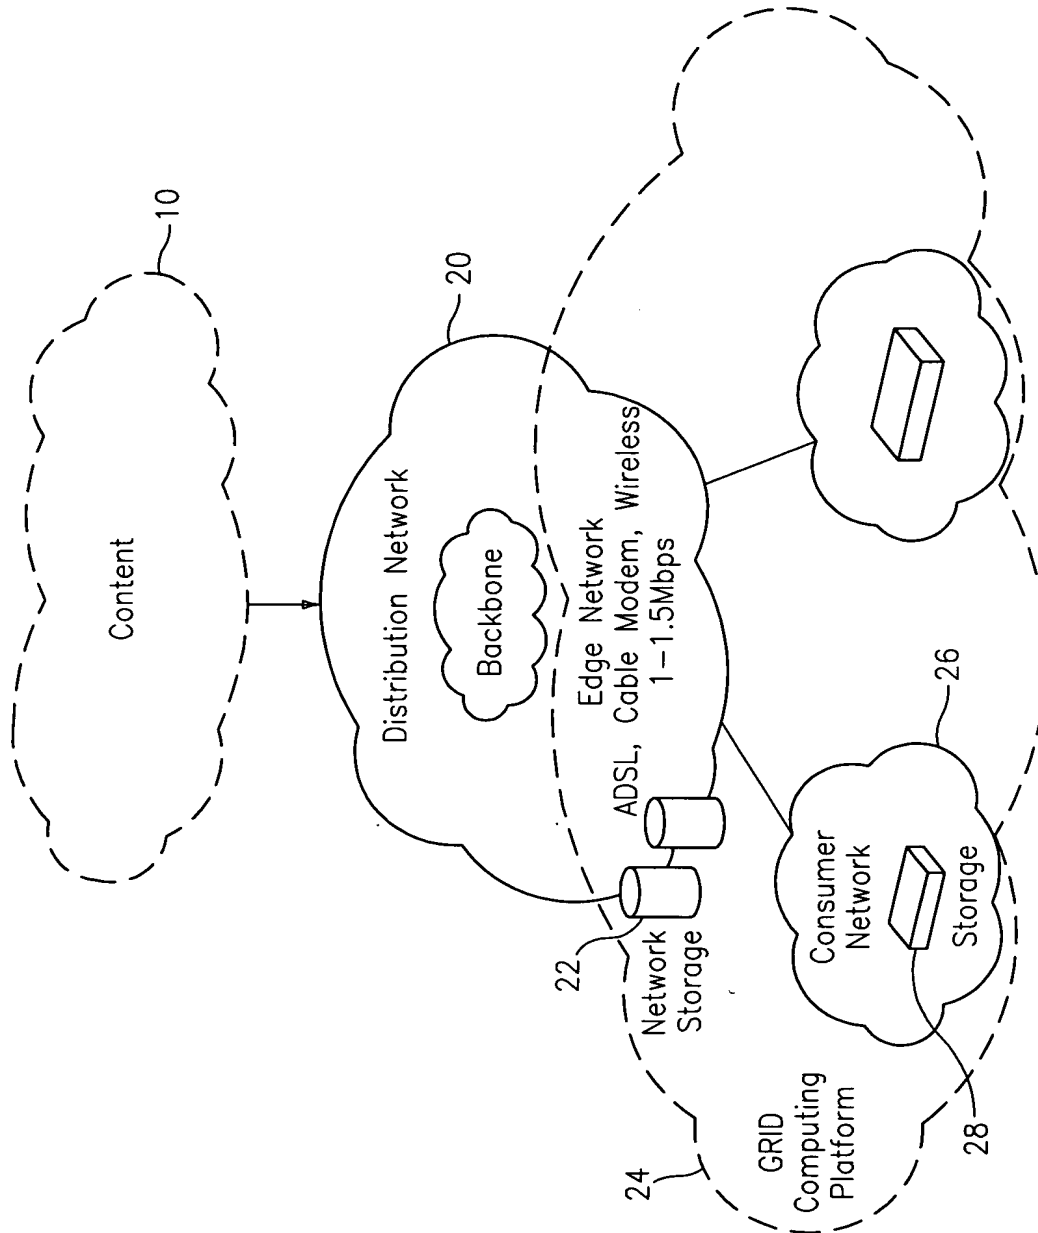 10
Content
20
Distribution Network
Backbone
Edge Network
ADSL, Cable Modem, Wireless
1-1.5Mbps
22
Network
Storage
26
Consumer
Network
Storage
24
GRID
Computing
Platform
28